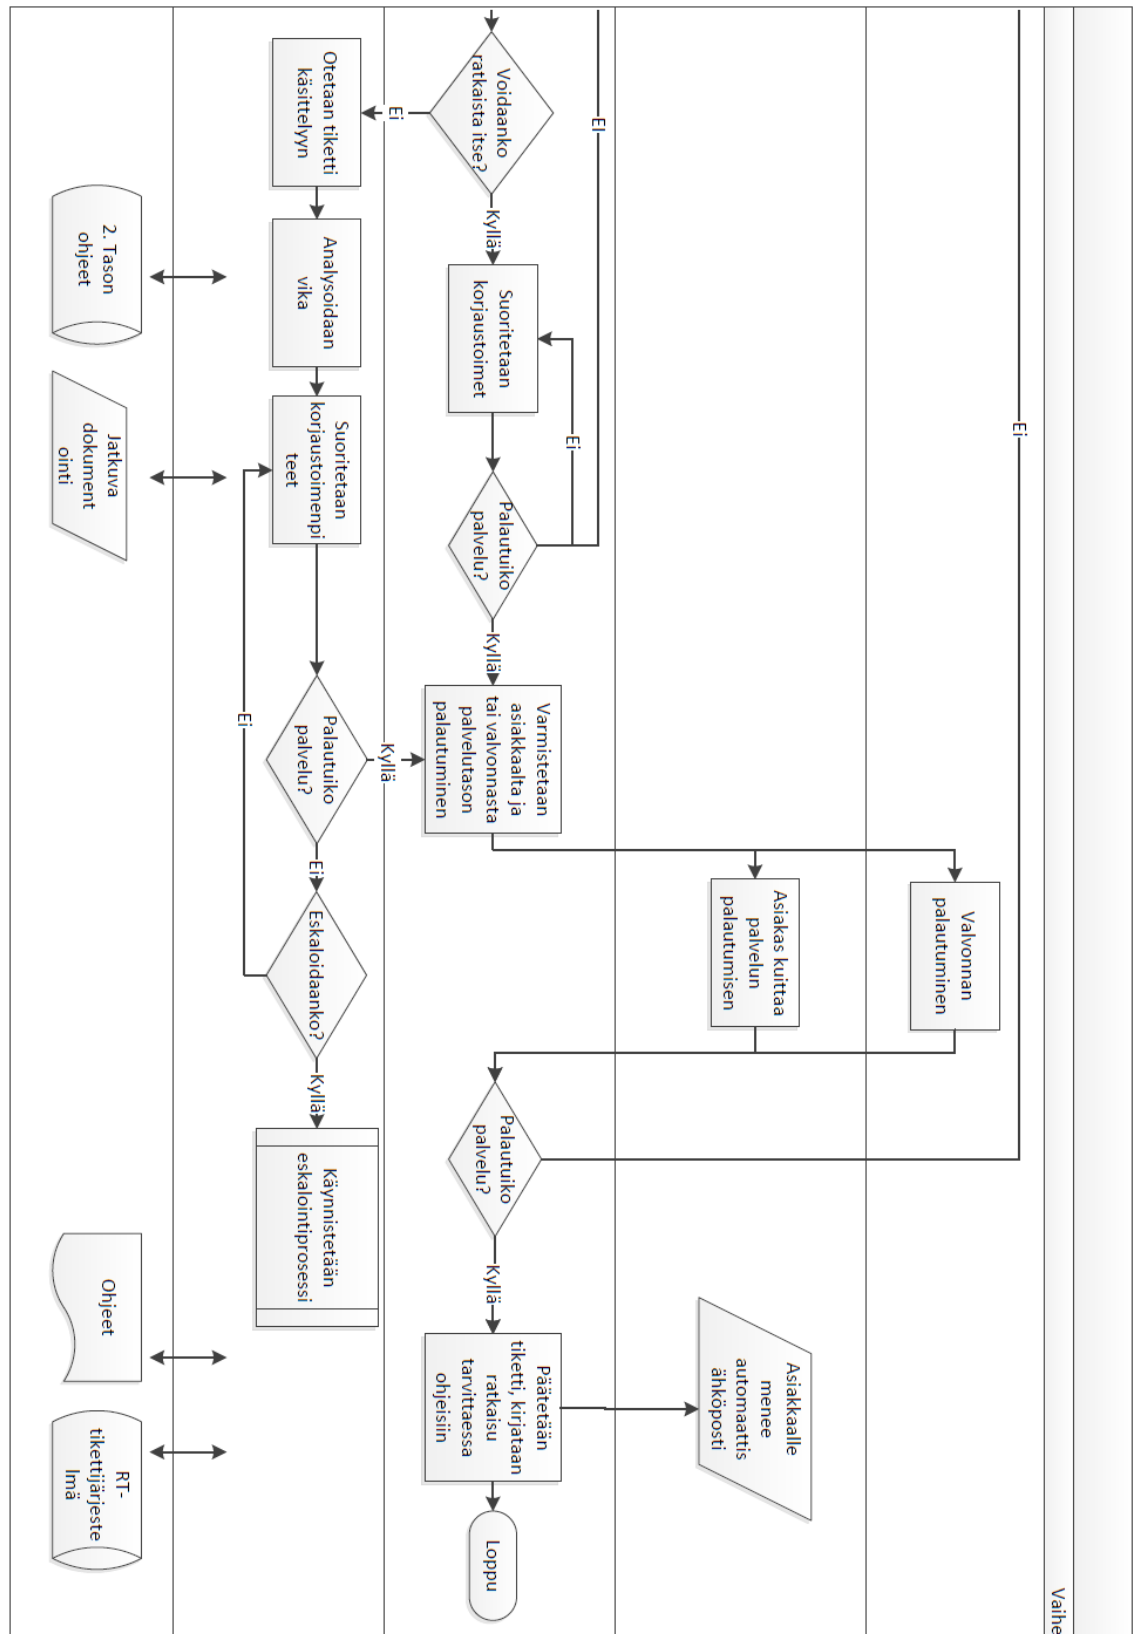 Vaihe
Ei
Valvonnan
palautuminen
Asiakas kuittaa
palvelun
palautumisen
Asiakkaalle
menee
automaattis
ähköposti
EI
Voidaanko
ratkaista itse?
Kyllä
Suoritetaan
korjaustoimet
Ei
Palautuiko
palvelu?
Kyllä
Varmistetaan
asiakkaalta ja
tai valvonnasta
palvelutason
palautuminen
Palautuiko
palvelu?
Kyllä
Päätetään
tiketti, kirjataan
ratkaisu
tarvittaessa
ohjeisiin
Loppu
Ei
Otetaan tiketti
käsittelyyn
Analysoidaan
vika
Suoritetaan
korjaustoimenpi
teet
Palautuiko
palvelu?
Kyllä
Ei
Eskaloidaanko?
Ei
Kyllä
Käynnistetään
eskalointiprosessi
2. Tason
ohjeet
Jatkuva
dokument
ointi
Ohjeet
RT-
tikettijärjeste
lmä